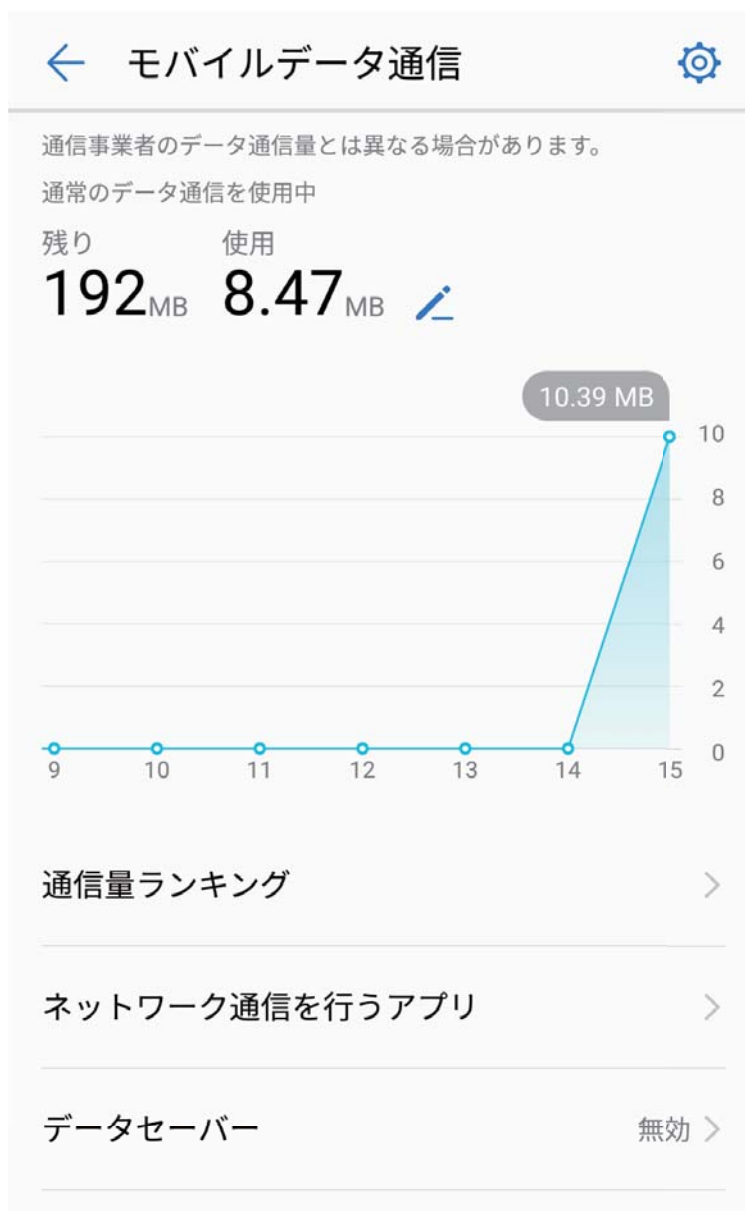 モバイルデータ通信
通信事業者のデータ通信量とは異なる場合があります。
通常のデータ通信を使用中
残り 使用
192MB 8.47MB
10.39 MB
10
8
6
4
2
0
9 10 11 12 13 14 15
通信量ランキング
ネットワーク通信を行うアプリ
データセーバー 無効